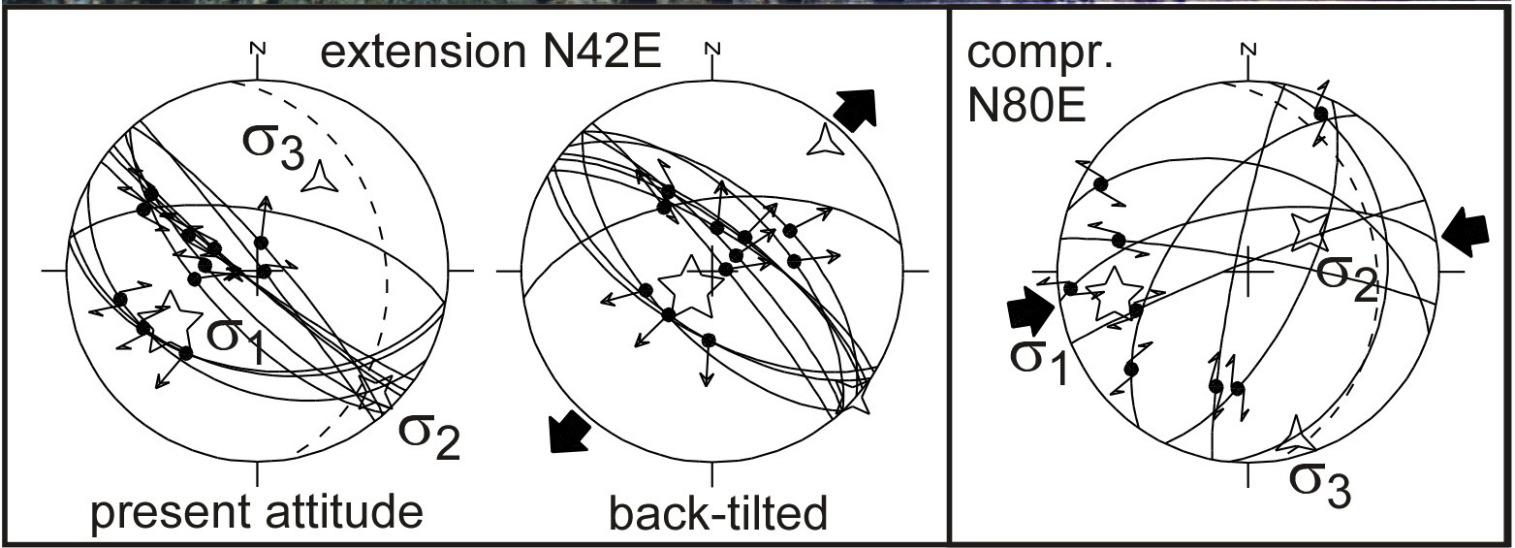 extension N42E
N
σ3
σ1
σ2
present attitude
N
back-tilted
compr.
N80E
N
σ1
σ2
σ3